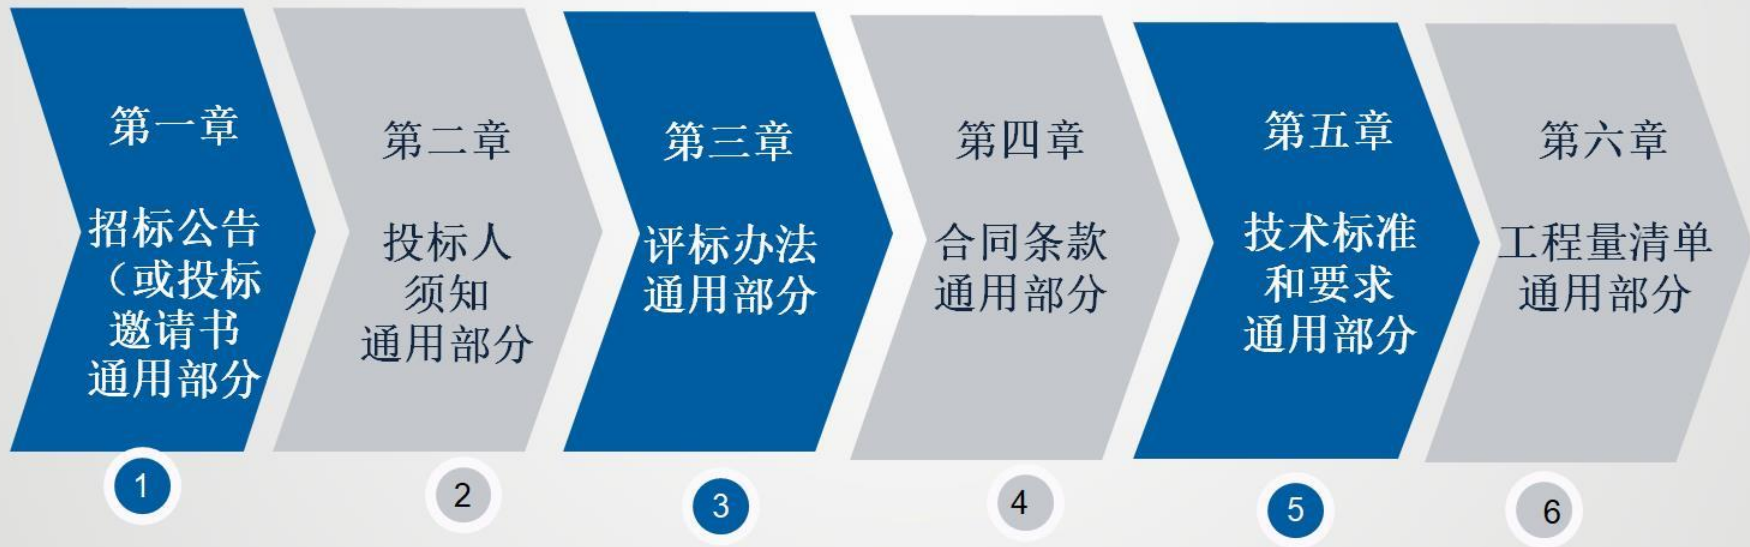 第一章
招标公告
（或投标
邀请书
通用部分
1
第二章
投标人
须知
通用部分
2
第三章
评标办法
通用部分
3
第四章
合同条款
通用部分
4
第五章
技术标准
和要求
通用部分
5
第六章
工程量清单
通用部分
6